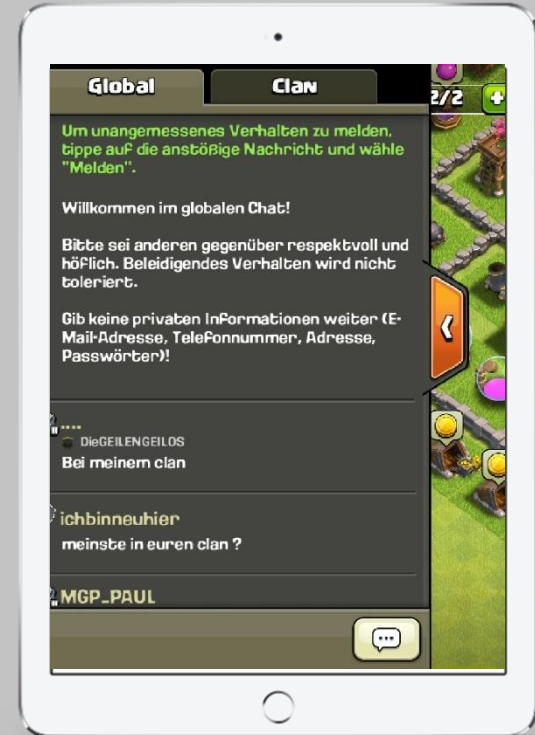 Global
Clan
2/2
Um unangemessenes Verhalten zu melden,
tippe auf die anstößige Nachricht und wähle
"Melden".
Willkommen im globalen Chat!
Bitte sei anderen gegenüber respektvoll und
höflich. Beleidigendes Verhalten wird nicht
toleriert.
Gib keine privaten Informationen weiter (E-
Mail-Adresse, Telefonnummer, Adresse,
Passwörter)!
....
DieGEILENGEILOS
Bei meinem clan
ichbinneuhier
meinste in euren clan ?
MGP_PAUL